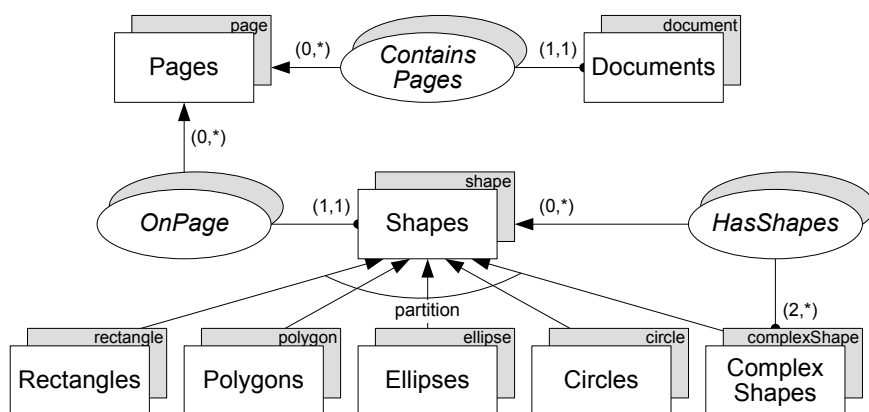 page
document
(0,*)
(1,1)
Contains
Pages
Pages
Documents
(0,*)
shape
OnPage
(1,1)
Shapes
(0,*)
HasShapes
partition
(2,*)
rectangle
polygon
ellipse
circle
complexShape
Rectangles
Polygons
Ellipses
Circles
Complex
Shapes